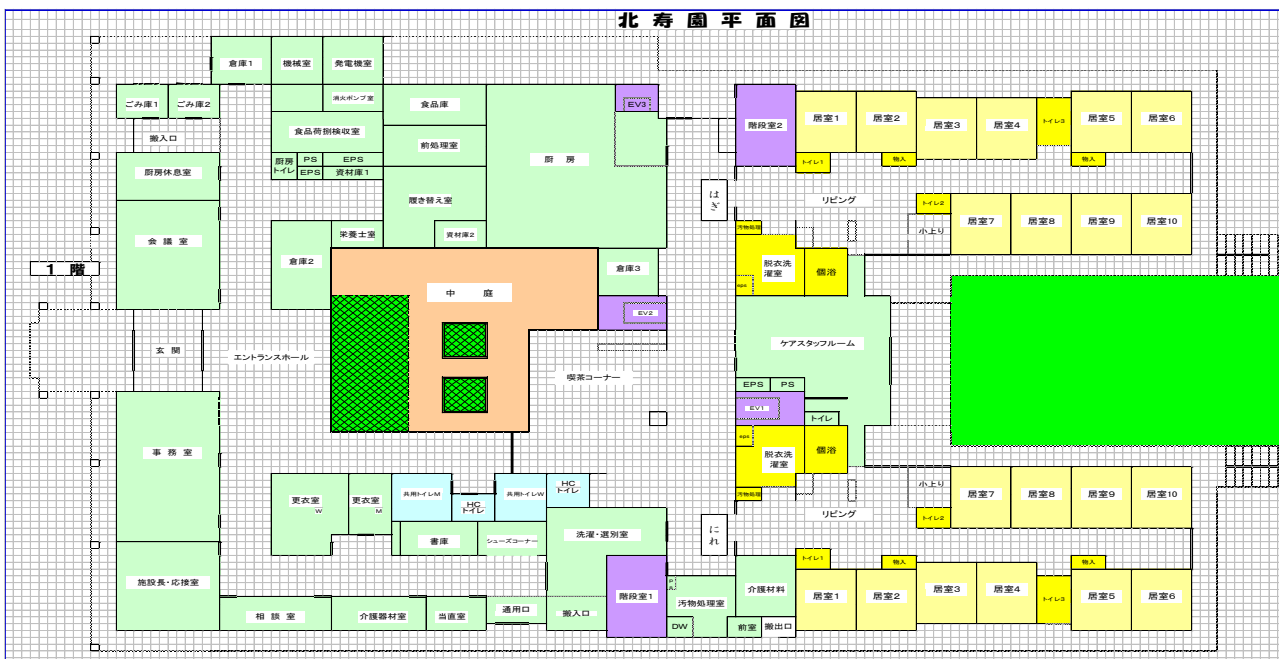 北寿園平面図
倉庫1
機械室
発電機室
消火ポンプ室
ごみ庫1
ごみ庫2
搬入口
食品荷捌検収室
食品庫
前処理室
厨房
EV3
厨房休息室
厨房
トイレ
PS
EPS
EPS
資材庫1
履き替え室
会議室
栄養士室
資材庫2
倉庫2
倉庫3
1階
中庭
EV2
玄関
エントランスホール
喫茶コーナー
階段室2
居室1
居室2
居室3
居室4
トイレ3
居室5
居室6
トイレ1
物入
物入
はぎ
リビング
トイレ2
小上り
居室7
居室8
居室9
居室10
汚物処理
脱衣洗
濯室
eps
個浴
ケアスタッフルーム
EPS
PS
EV1
トイレ
eps
脱衣洗
濯室
個浴
汚物処理
小上り
居室7
居室8
居室9
居室10
トイレ2
リビング
にれ
事務室
更衣室
W
更衣室
M
共用トイレM
HC
トイレ
共用トイレW
HC
トイレ
書庫
シューズコーナー
洗濯・選別室
施設長・応接室
相談室
介護器材室
当直室
通用口
搬入口
階段室1
汚物処理室
DW
介護材料
前室
搬出口
トイレ1
物入
物入
居室1
居室2
居室3
居室4
トイレ3
居室5
居室6